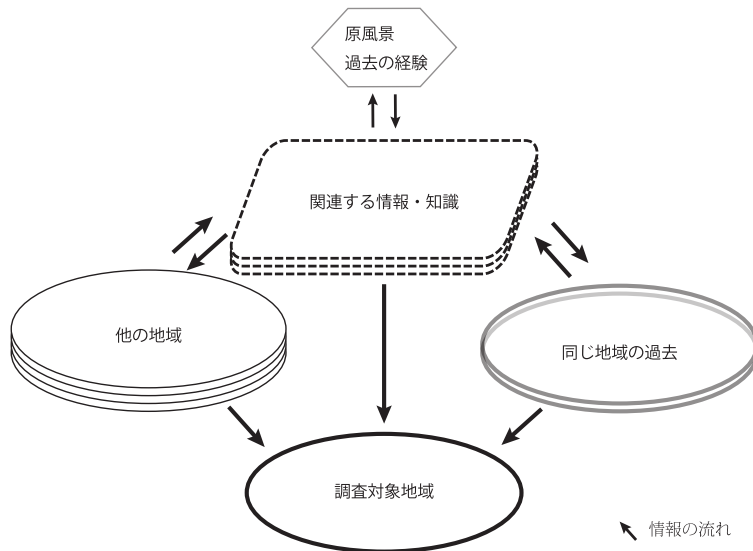 原風景
過去の経験
関連する情報・知識
他の地域
同じ地域の過去
調査対象地域
情報の流れ